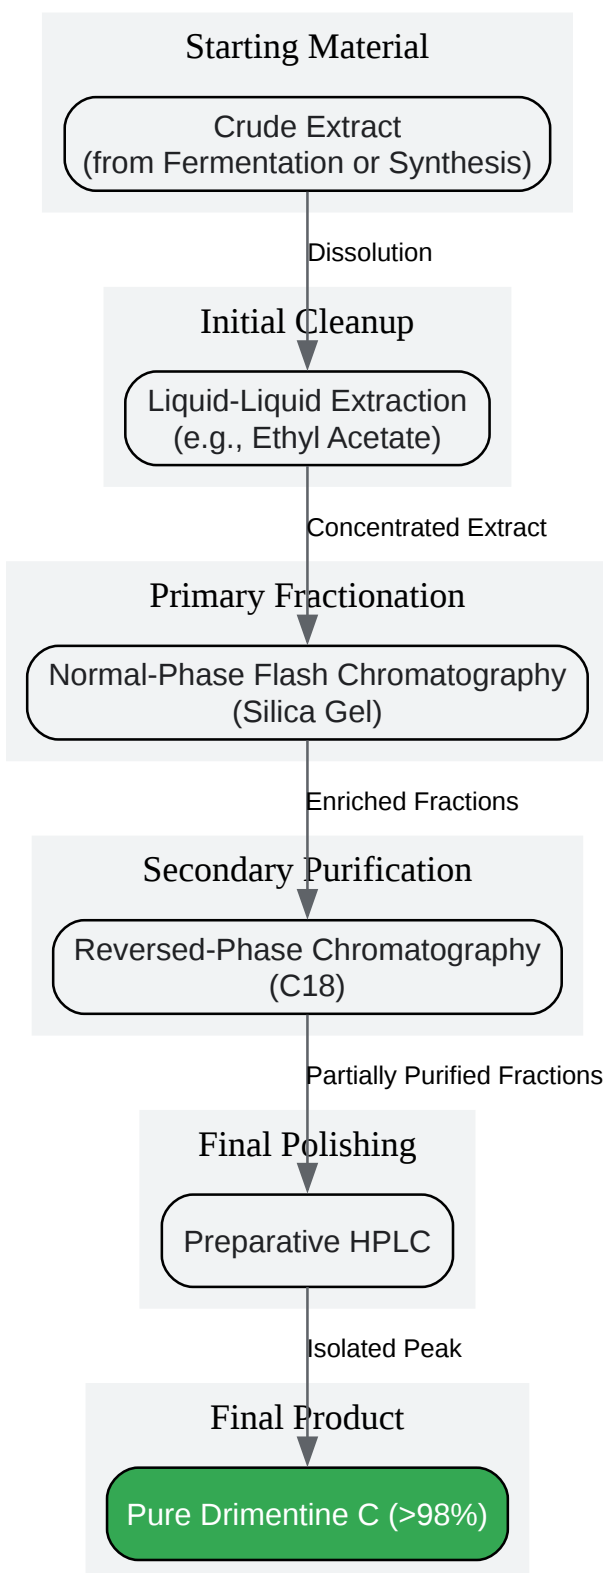 Starting Material
Crude Extract
(from Fermentation or Synthesis)
Dissolution
Initial Cleanup
Liquid-Liquid Extraction
(e.g., Ethyl Acetate)
Concentrated Extract
Primary Fractionation
Normal-Phase Flash Chromatography
(Silica Gel)
Enriched Fractions
Secondary Purification
Reversed-Phase Chromatography
(C18)
Partially Purified Fractions
Final Polishing
Preparative HPLC
Isolated Peak
Final Product
Pure Drimentine C (>98%)